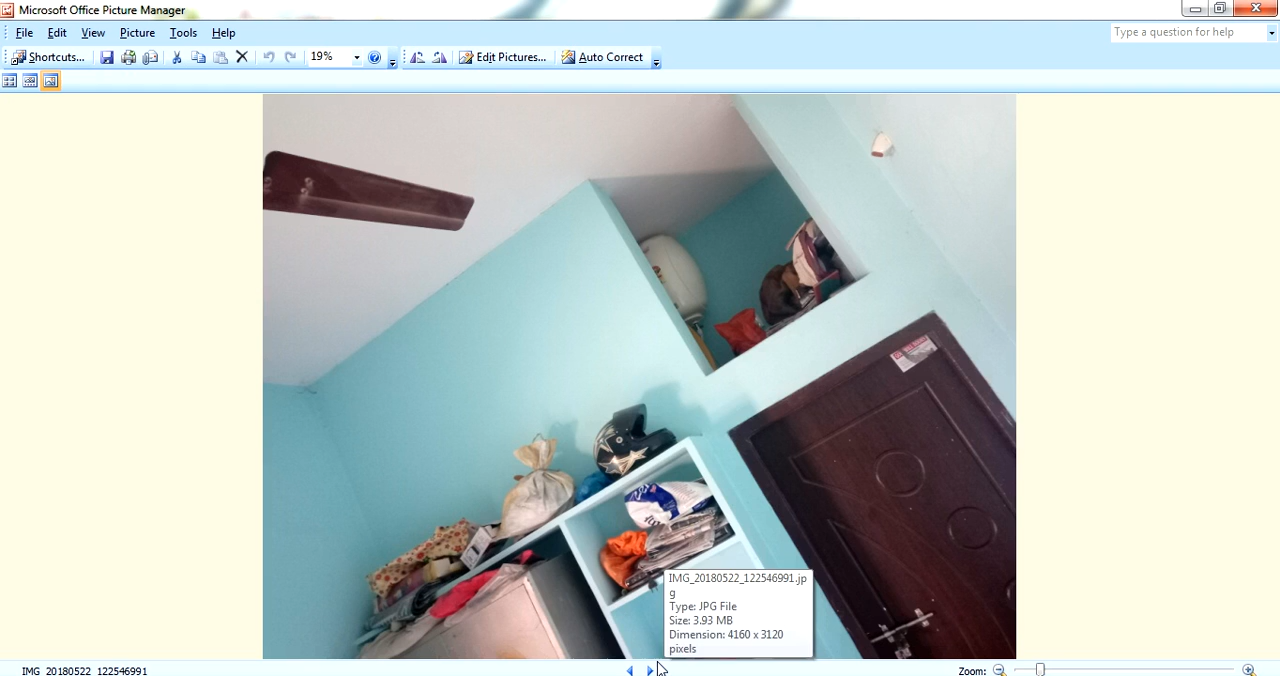 Microsoft Office Picture Manager
File Edit View Picture Tools Help
Type a question for help
Shortcuts... 19% Edit Pictures... Auto Correct
IMG_20180522_122546991.jp
g
Type: JPG File
Size: 3.93 MB
Dimension: 4160 x 3120
pixels
IMG_20180522_122546991
Zoom: